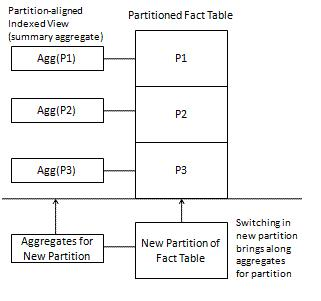 Partition-aligned
Indexed View
(summary aggregate)
Partitioned Fact Table
Agg(P1)
P1
Agg(P2)
P2
Agg(P3)
P3
Aggregates for
New Partition
New Partition of
Fact Table
Switching in
new partition
brings along
aggregates
for partition